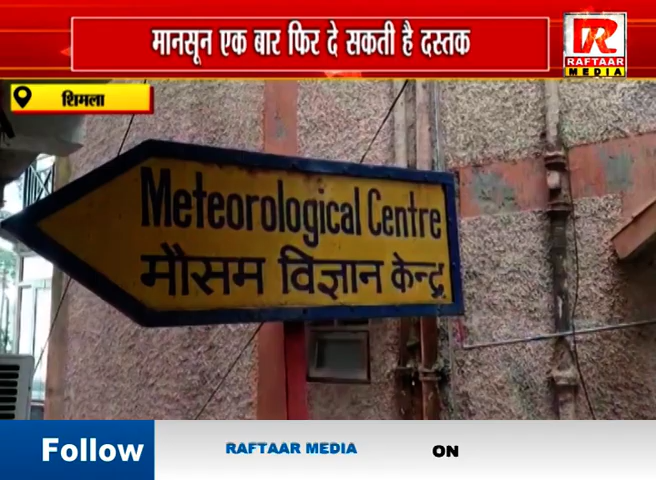 मानसून एक बार फिर दे सकती है दस्तक
R
RAFTAAR
MEDIA
शिमला
Meteorological Centre
मौसम विज्ञान केन्द्र
Follow
RAFTAAR MEDIA
ON